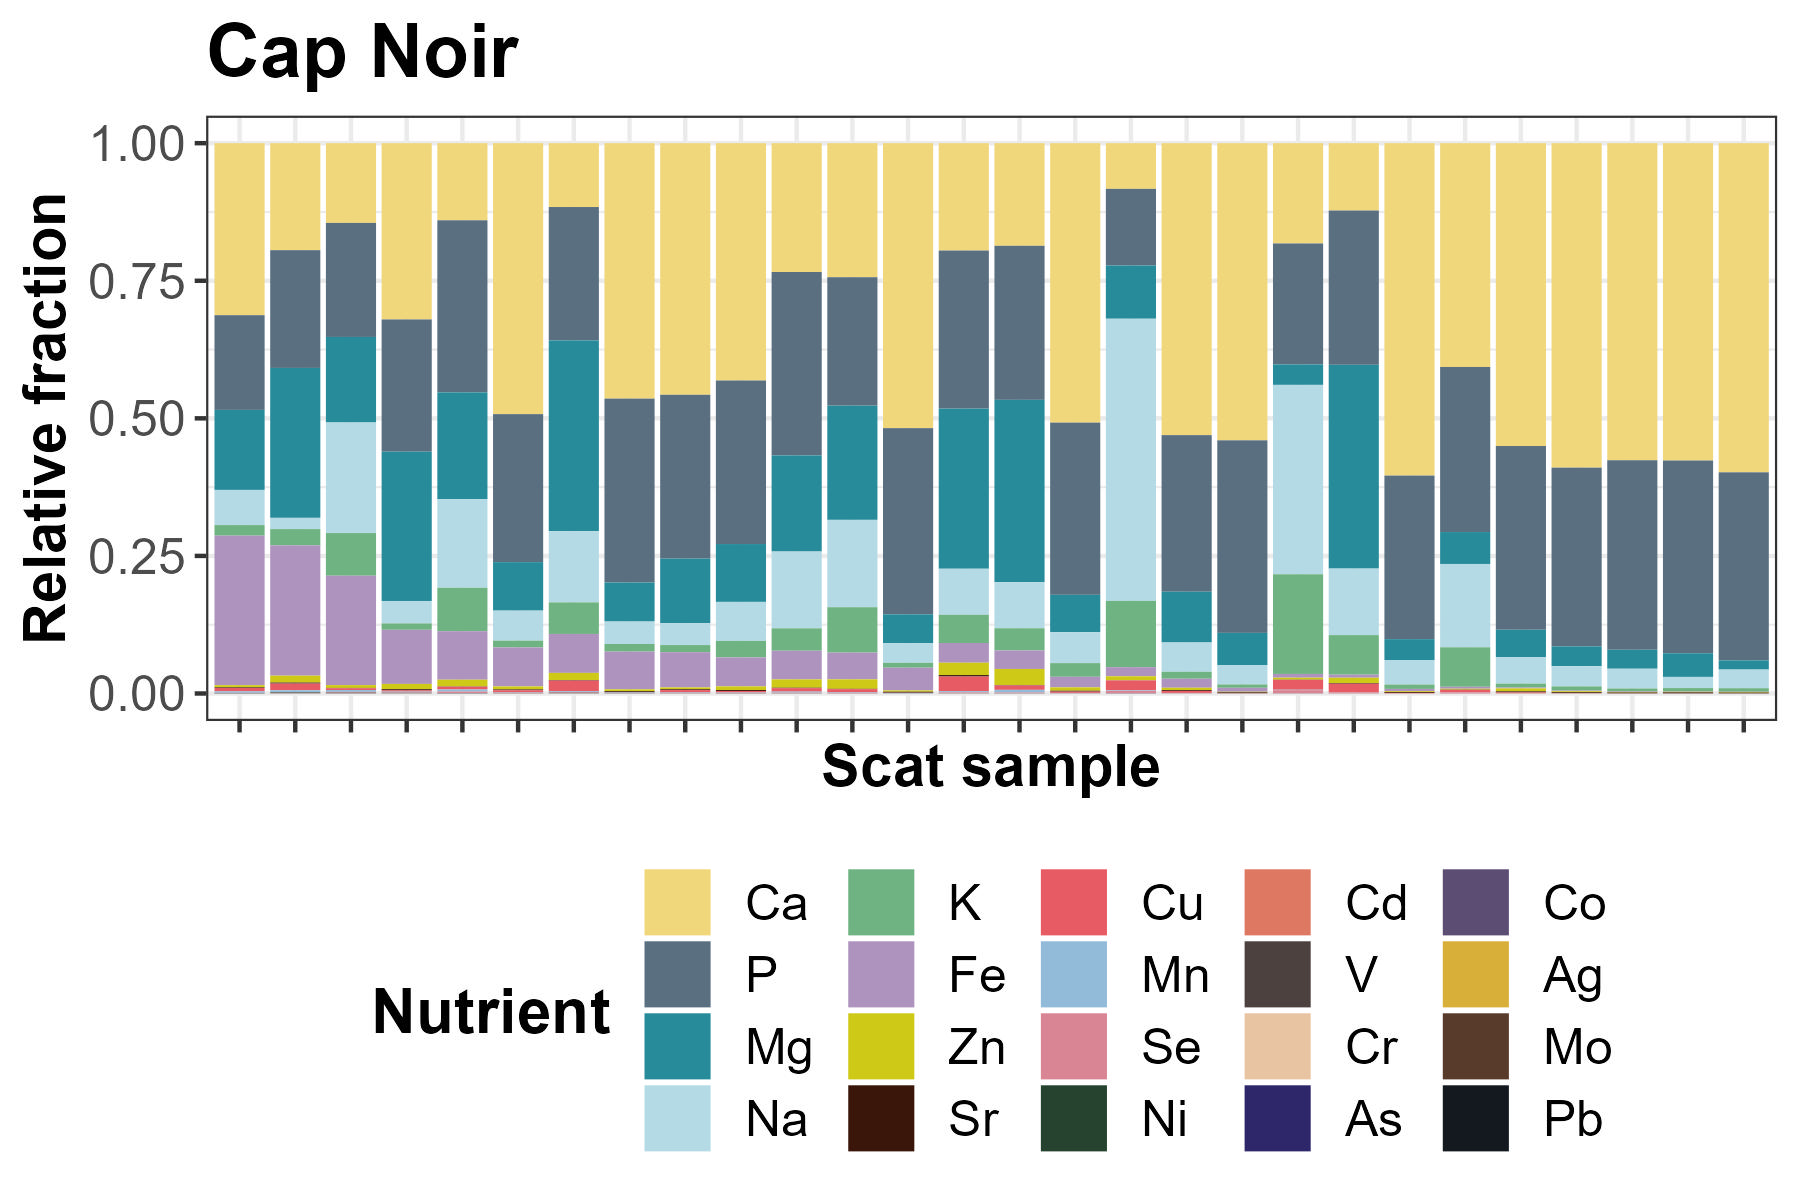 Cap Noir
1.00
0.75
0.50
0.25
0.00
Relative fraction
Scat sample
Nutrient
Ca K Cu Cd Co
P Fe Mn V Ag
Mg Zn Se Cr Mo
Na Sr Ni As Pb